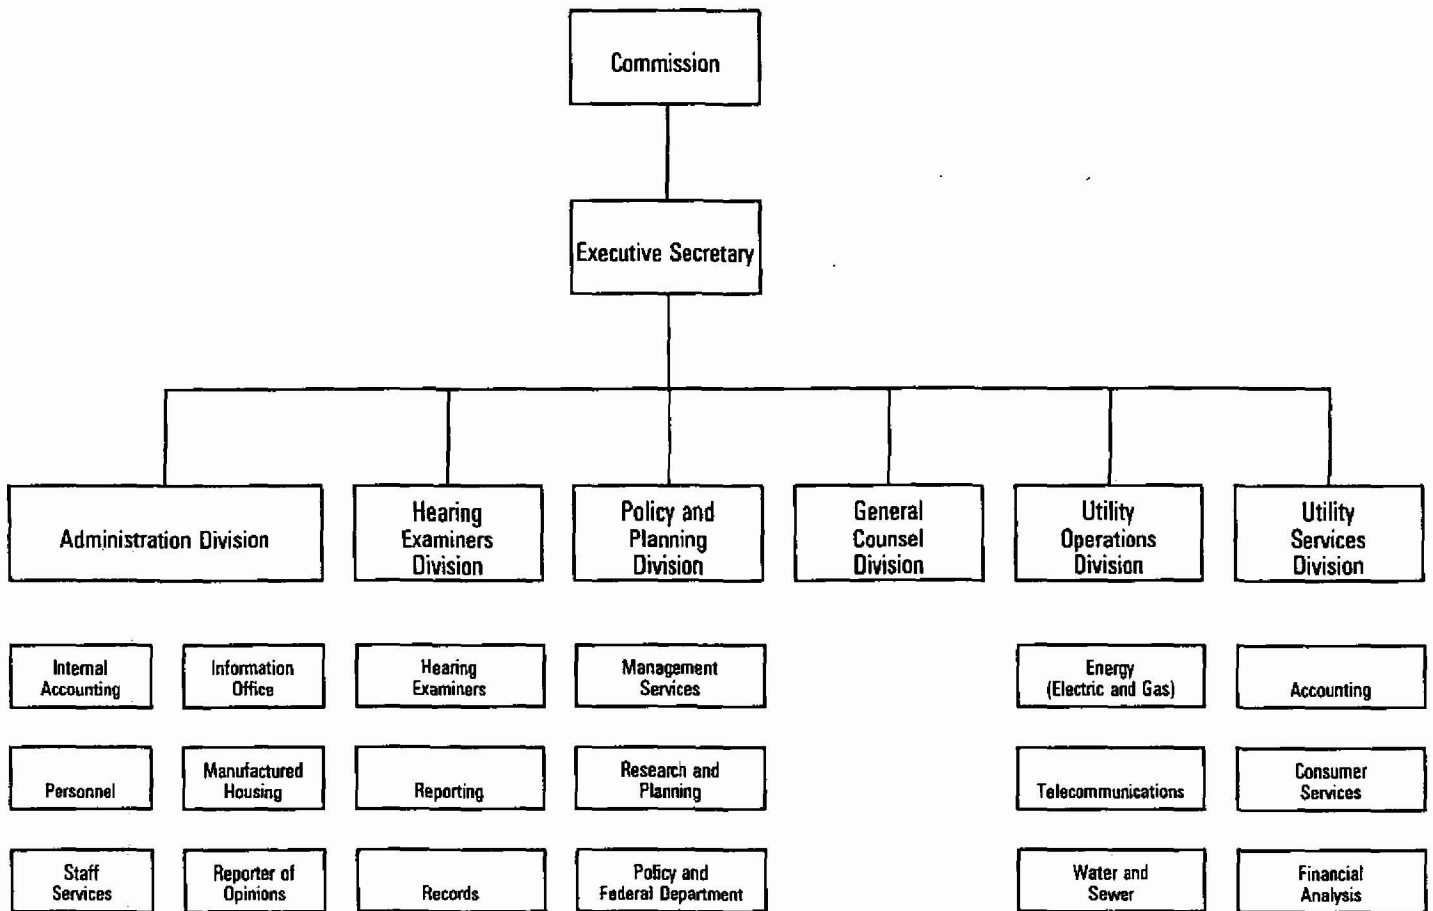 Commission
Executive Secretary
Administration Division
Hearing
Examiners
Division
Policy and
Planning
Division
General
Counsel
Division
Utility
Operations
Division
Utility
Services
Division
Internal
Accounting
Information
Office
Hearing
Examiners
Management
Services
Energy
(Electric and Gas)
Accounting
Personnel
Manufactured
Housing
Reporting
Research and
Planning
Telecommunications
Consumer
Services
Staff
Services
Reporter of
Opinions
Records
Policy and
Federal Department
Water and
Sewer
Financial
Analysis